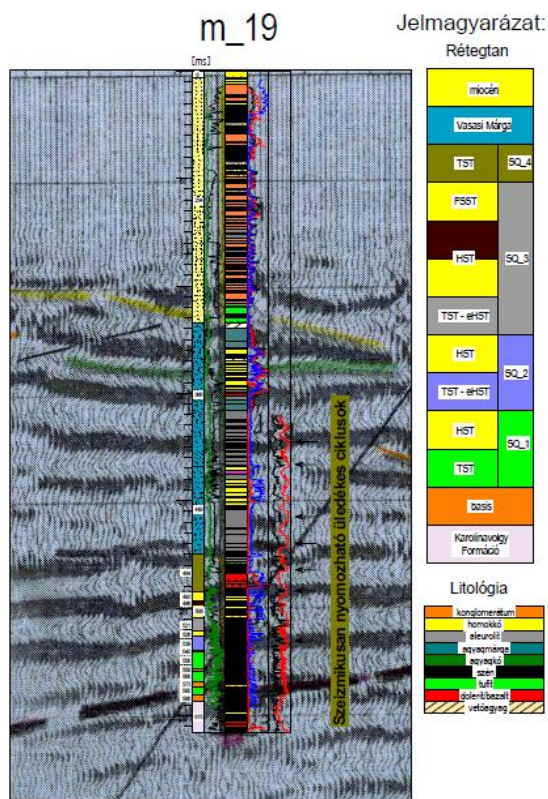 m_19
[ms]
Szeizmikusan nyomozható üledékes ciklusok
Jelmagyarázat:
Rétegtan
miocén
Vasasi Márga
TST
SQ_4
FSST
HST
SQ_3
TST - eHST
HST
SQ_2
TST - eHST
HST
SQ_1
TST
basis
Karolinavolgy
Formáció
Litológia
konglomerátum
homokkő
aleurolit
agyagmárga
agyagkő
szén
tufit
dolerit/bazalt
vetőagyag